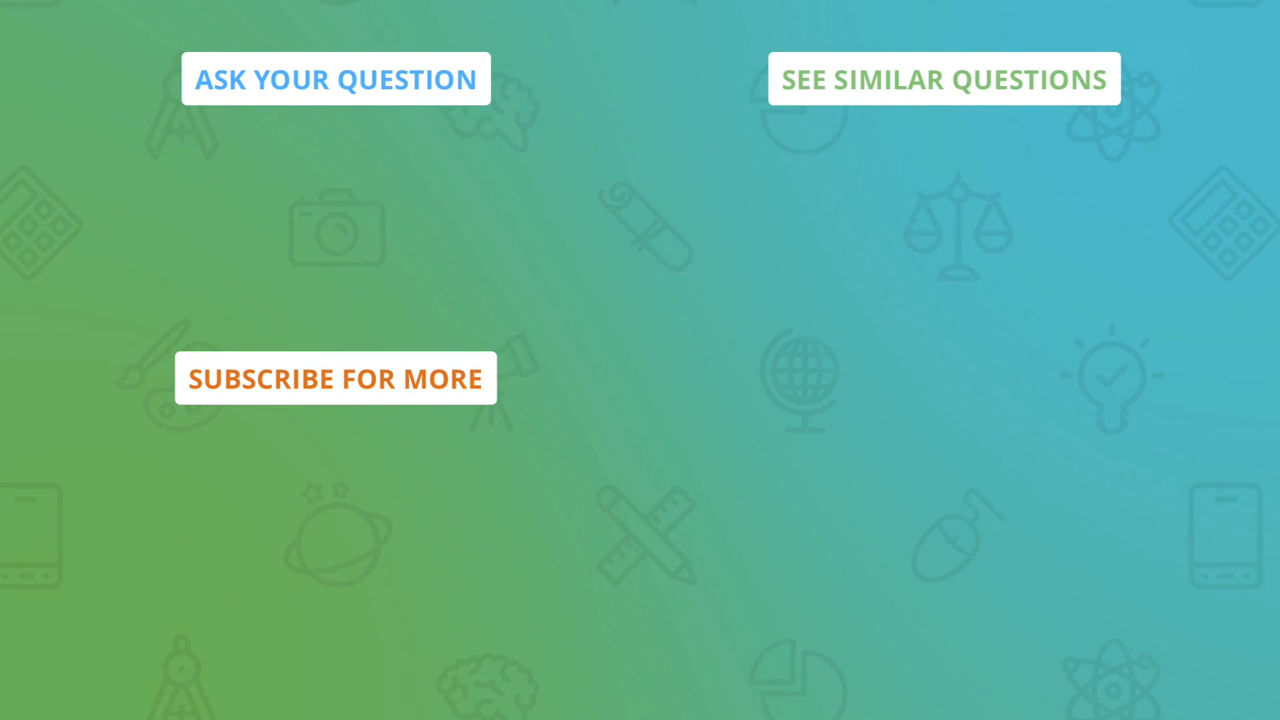 ASK YOUR QUESTION
SEE SIMILAR QUESTIONS
SUBSCRIBE FOR MORE